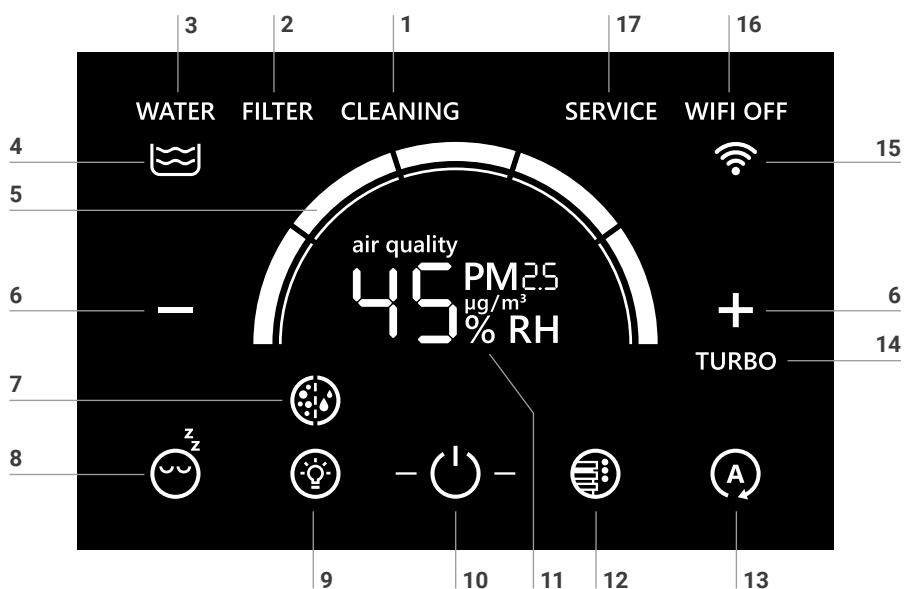 3 2 1 17 16
WATER FILTER CLEANING SERVICE WIFI OFF
4 15
5
air quality
45 PM2.5
µg/m³
% RH
6 6
TURBO 14
7
z
z
8 A
9 10 11 12 13